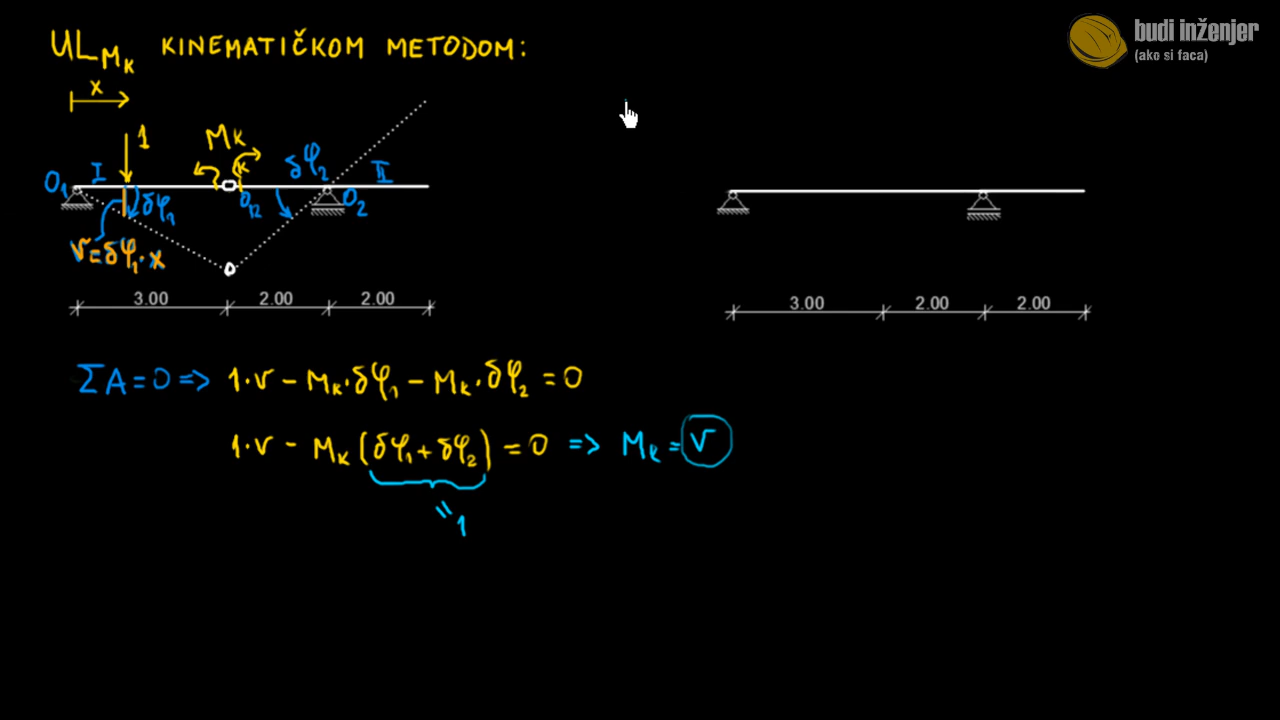 UL_MK KINEMATIČKOM METODOM:
budi inženjer
(ako si faca)
x
1
MK
K
δφ₂
O₁ I δφ₁ O₁₂ O₂ II
v=δφ₁·x
3.00 2.00 2.00
3.00 2.00 2.00
ΣA=0 => 1·v - MK·δφ₁ - MK·δφ₂ = 0
1·v - MK(δφ₁+δφ₂) = 0 => MK = v
=1